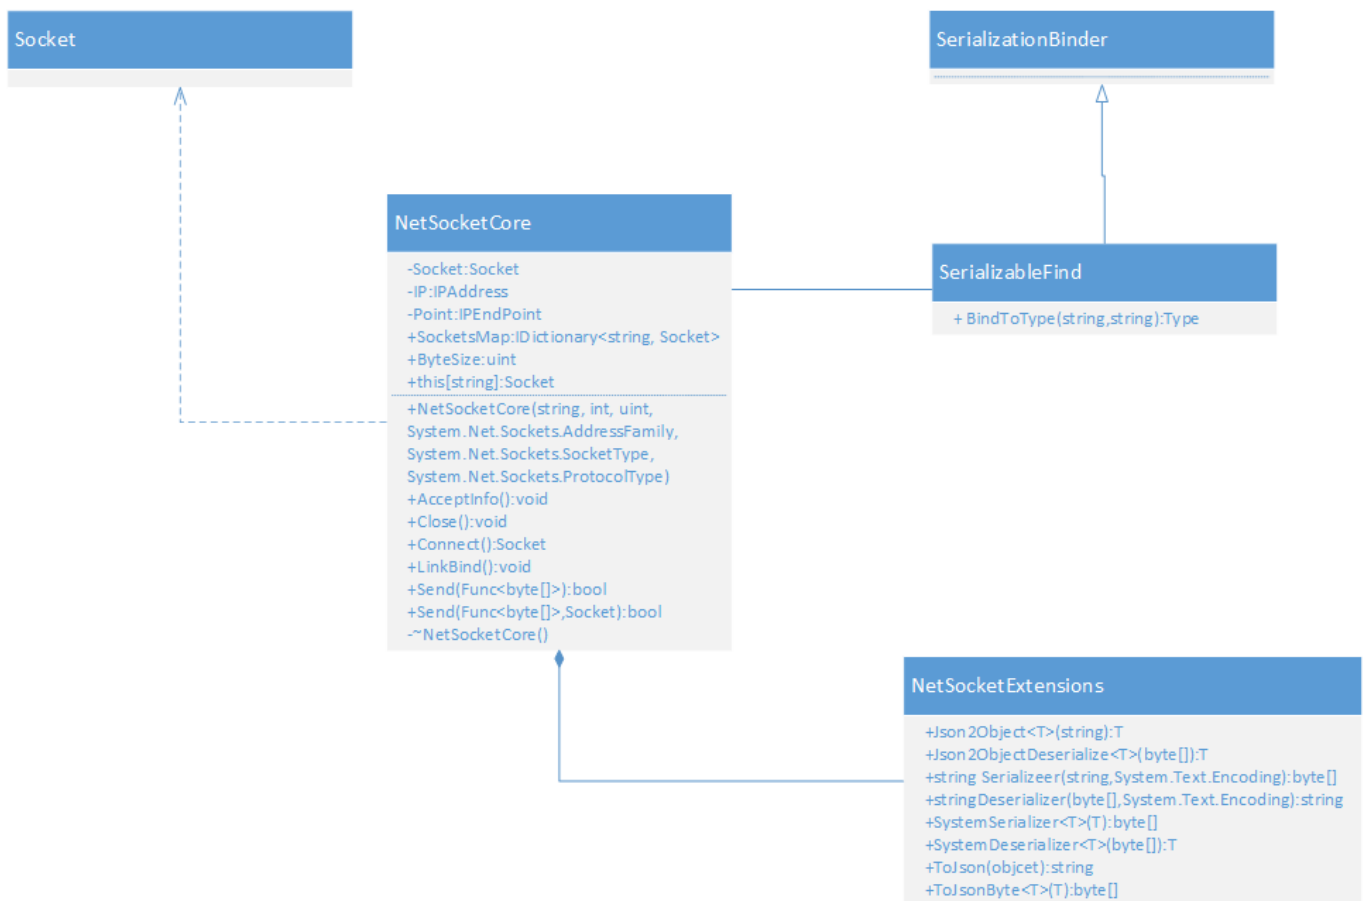 Socket
SerializationBinder
NetSocketCore
-Socket:Socket
-IP:IPAddress
-Point:IPEndPoint
+SocketsMap:IDictionary<string, Socket>
+ByteSize:uint
+this[string]:Socket
+NetSocketCore(string, int, uint,
System.Net.Sockets.AddressFamily,
System.Net.Sockets.SocketType,
System.Net.Sockets.ProtocolType)
+AcceptInfo():void
+Close():void
+Connect():Socket
+LinkBind():void
+Send(Func<byte[]>):bool
+Send(Func<byte[]>,Socket):bool
-~NetSocketCore()
SerializableFind
+ BindToType(string,string):Type
NetSocketExtensions
+Json2Object<T>(string):T
+Json2ObjectDeserialize<T>(byte[]):T
+string Serializeer(string,System.Text.Encoding):byte[]
+stringDeserializer(byte[],System.Text.Encoding):string
+SystemSerializer<T>(T):byte[]
+SystemDeserializer<T>(byte[]):T
+ToJson(objcet):string
+ToJsonByte<T>(T):byte[]